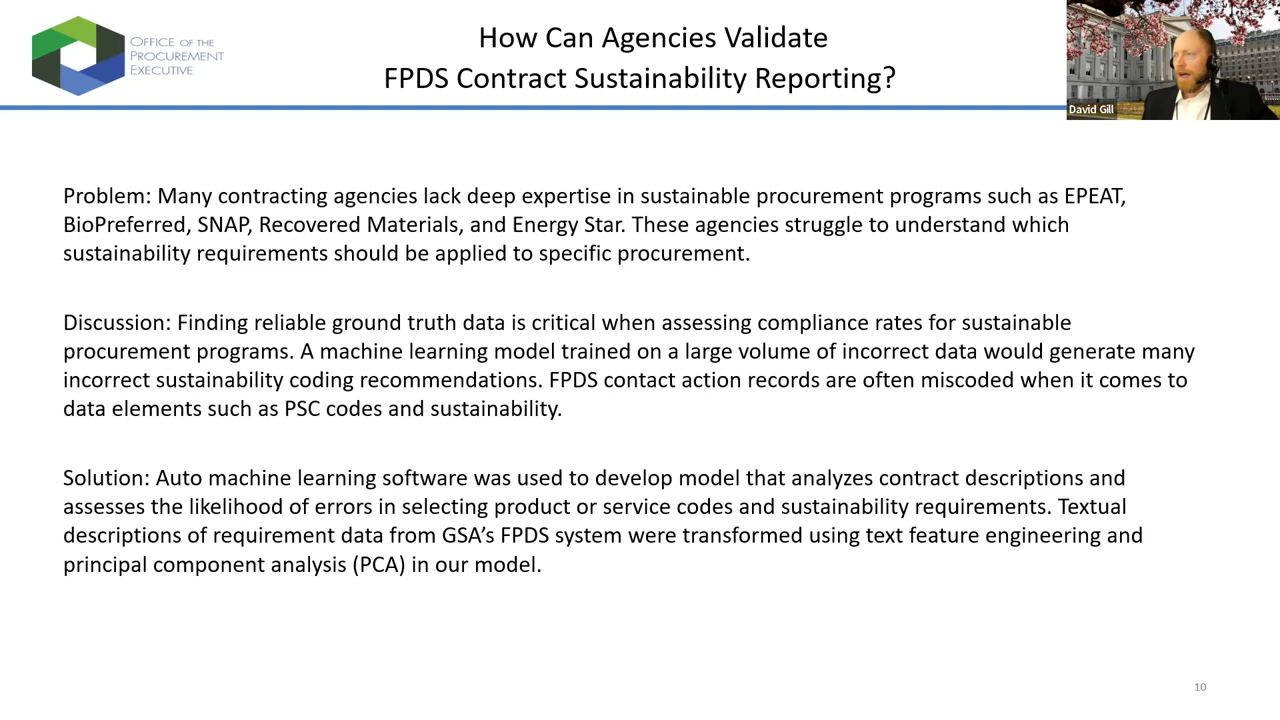 OFFICE OF THE
PROCUREMENT
EXECUTIVE
How Can Agencies Validate
FPDS Contract Sustainability Reporting?
David Gill
Problem: Many contracting agencies lack deep expertise in sustainable procurement programs such as EPEAT,
BioPreferred, SNAP, Recovered Materials, and Energy Star. These agencies struggle to understand which
sustainability requirements should be applied to specific procurement.
Discussion: Finding reliable ground truth data is critical when assessing compliance rates for sustainable
procurement programs. A machine learning model trained on a large volume of incorrect data would generate many
incorrect sustainability coding recommendations. FPDS contact action records are often miscoded when it comes to
data elements such as PSC codes and sustainability.
Solution: Auto machine learning software was used to develop model that analyzes contract descriptions and
assesses the likelihood of errors in selecting product or service codes and sustainability requirements. Textual
descriptions of requirement data from GSA’s FPDS system were transformed using text feature engineering and
principal component analysis (PCA) in our model.
10